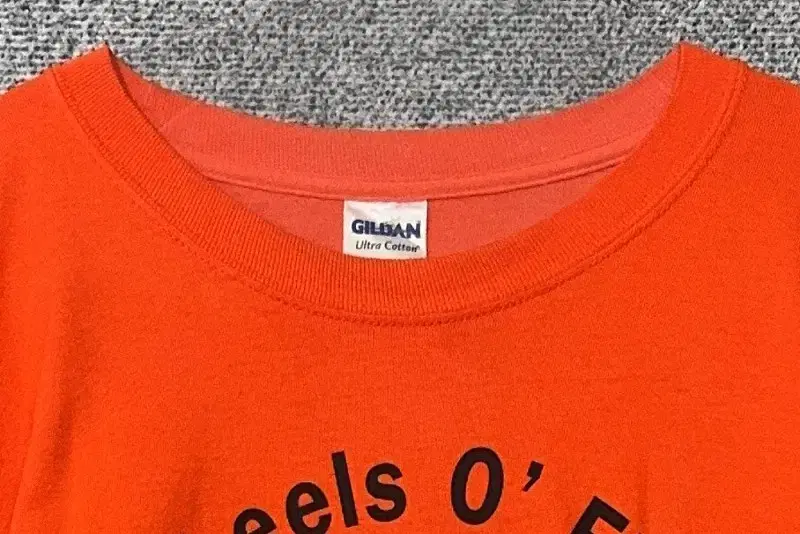 GILDAN
Ultra Cotton®
eels O'